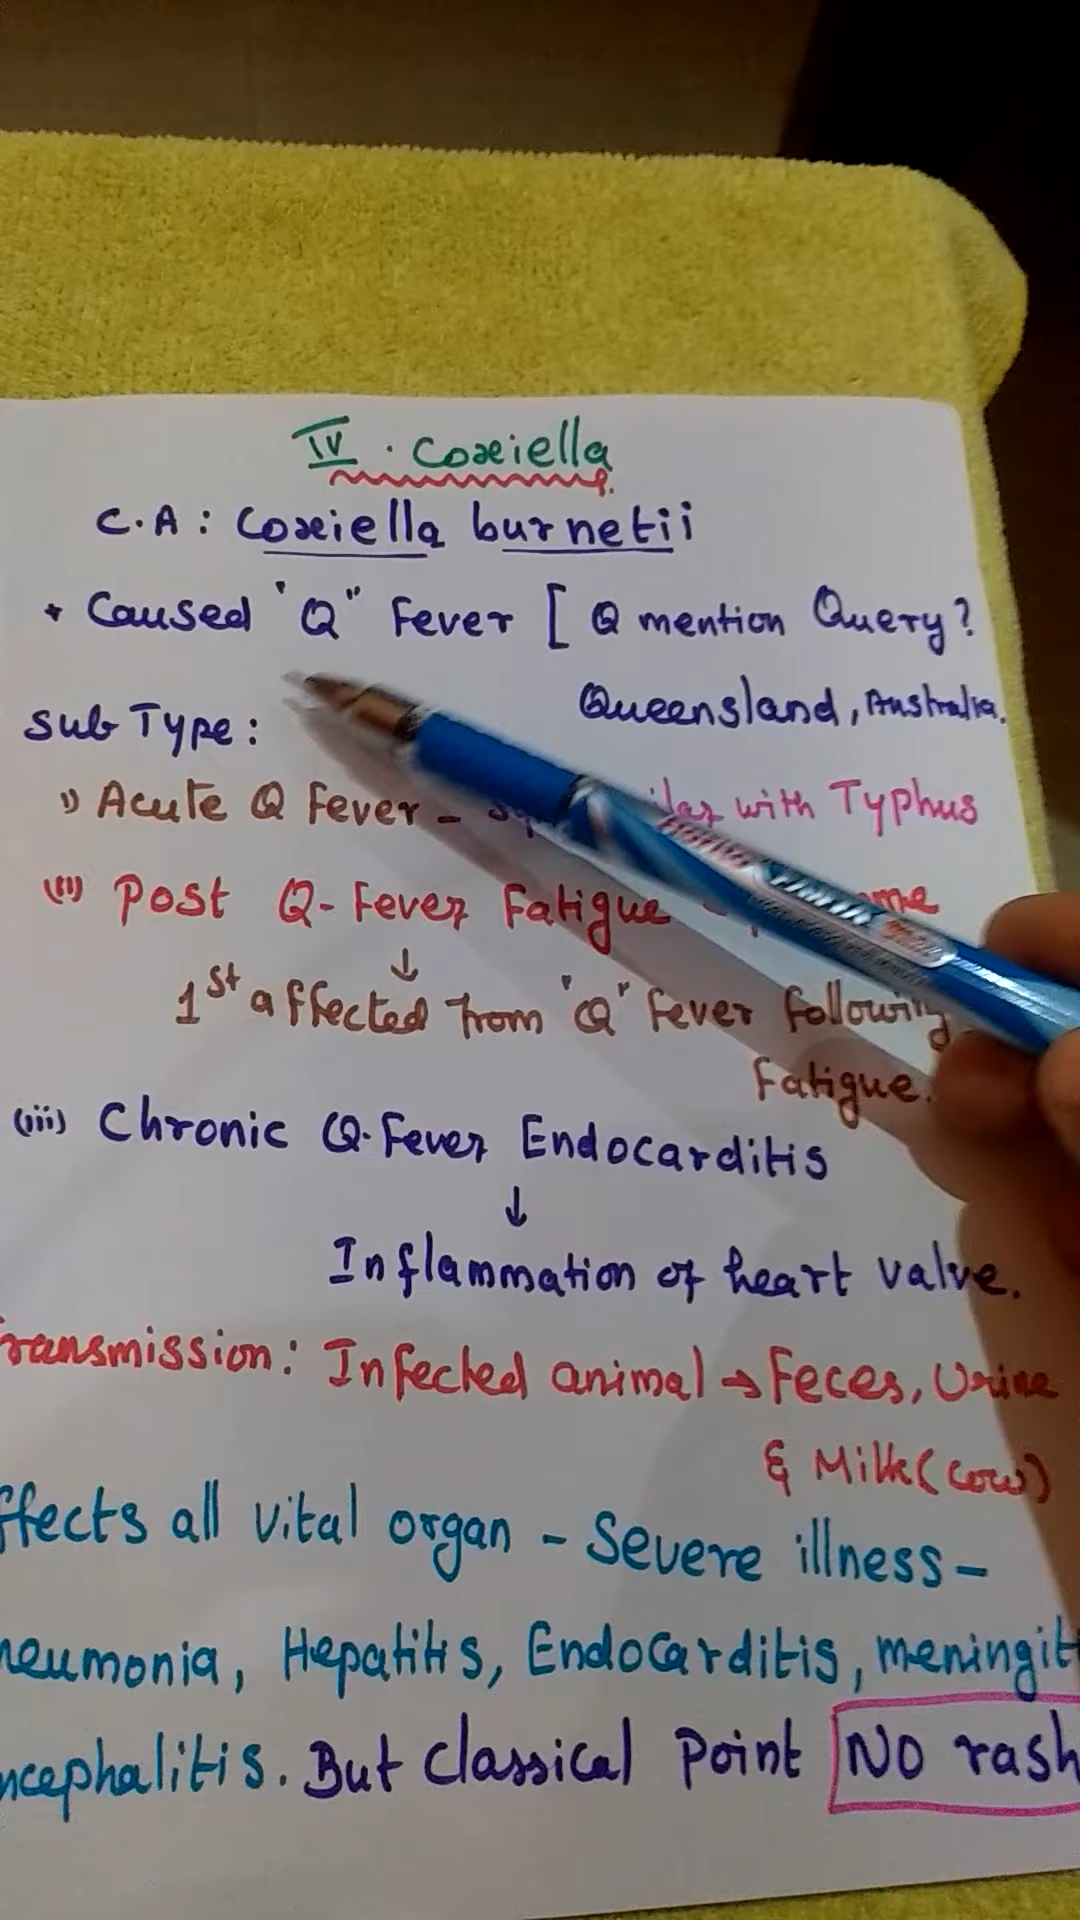 IV. Coxiella
C.A: Coxiella burnetii
* Caused "Q" Fever [ Q mention Query?
Queensland, Australia.
Sub Type:
i) Acute Q Fever - with Typhus
(ii) Post Q-Fever Fatigue
↓
1st affected from "Q" fever following
Fatigue.
(iii) Chronic Q-Fever Endocarditis
↓
Inflammation of heart valve.
ransmission: Infected animal → Feces, Urine
& Milk (cow)
ffects all vital organ - Severe illness -
neumonia, Hepatitis, Endocarditis, meningit
ncephalitis. But classical point NO rash